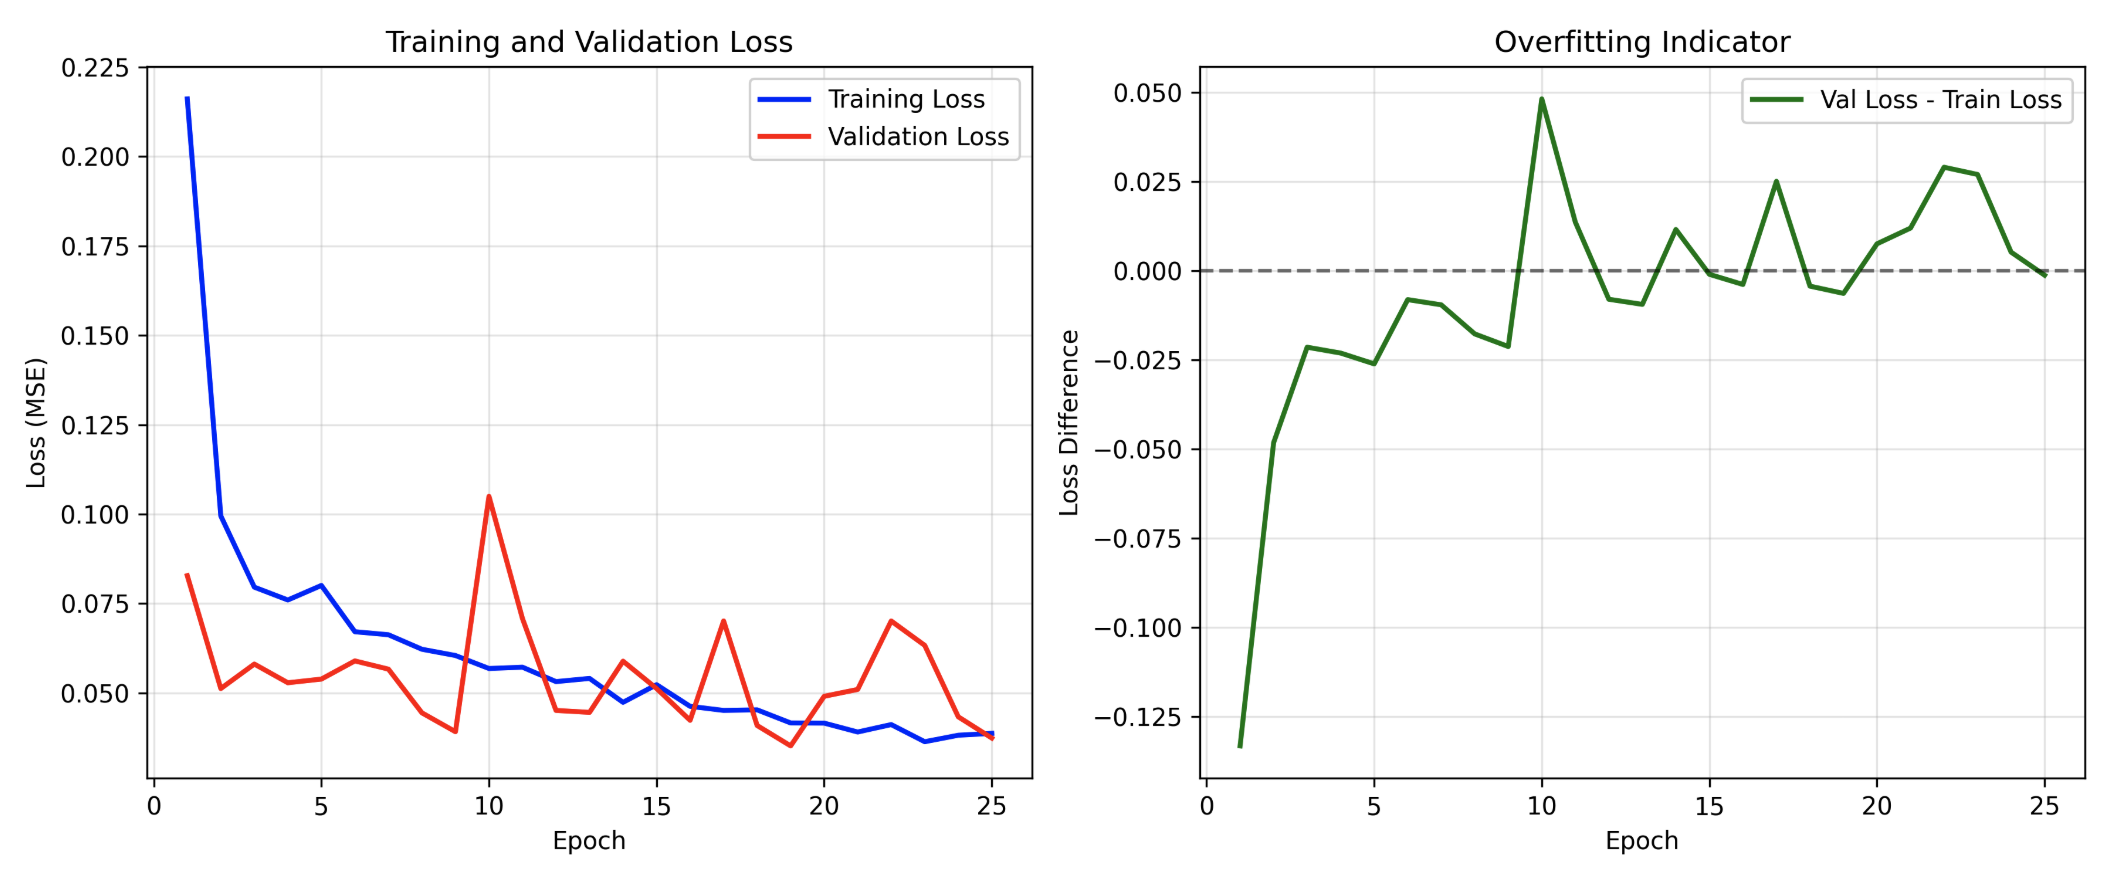 Training and Validation Loss
0.225
0.200
0.175
0.150
0.125
0.100
0.075
0.050
Loss (MSE)
Training Loss
Validation Loss
0 5 10 15 20 25
Epoch
Overfitting Indicator
0.050
0.025
0.000
−0.025
−0.050
−0.075
−0.100
−0.125
Loss Difference
Val Loss - Train Loss
0 5 10 15 20 25
Epoch